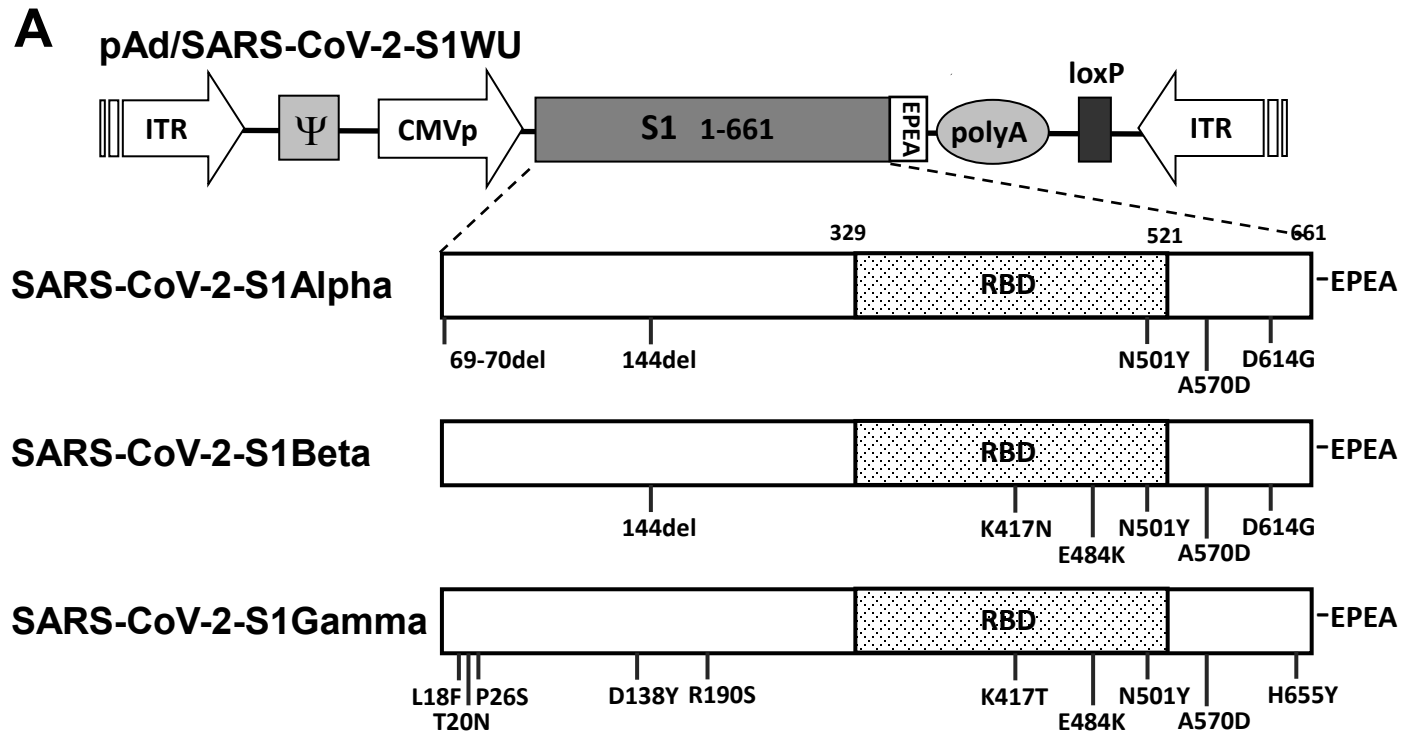 A
pAd/SARS-CoV-2-S1WU
loxP
ITR
Ψ
CMVp
S1 1-661
EPEA
polyA
ITR
329
521
661
SARS-CoV-2-S1Alpha
RBD
-EPEA
69-70del
144del
N501Y
D614G
A570D
SARS-CoV-2-S1Beta
RBD
-EPEA
144del
K417N
N501Y
D614G
E484K
A570D
SARS-CoV-2-S1Gamma
RBD
-EPEA
L18F
P26S
D138Y
R190S
K417T
N501Y
H655Y
T20N
E484K
A570D